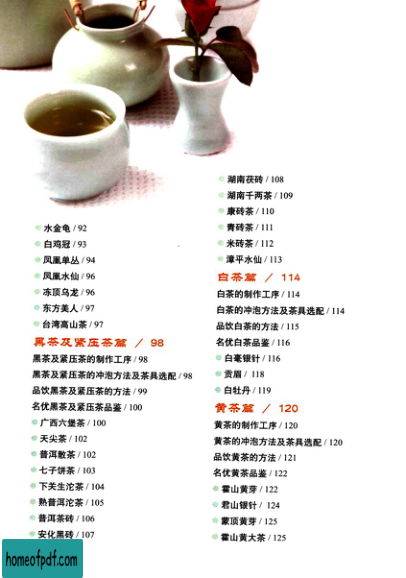 水金龟 / 92
白鸡冠 / 93
凤凰单丛 / 94
凤凰水仙 / 96
冻顶乌龙 / 96
东方美人 / 97
台湾高山茶 / 97
黑茶及紧压茶篇 / 98
黑茶及紧压茶的制作工序 / 98
黑茶及紧压茶的冲泡方法及茶具选配 / 98
品饮黑茶及紧压茶的方法 / 99
名优黑茶及紧压茶品鉴 / 100
广西六堡茶 / 100
天尖茶 / 102
普洱散茶 / 102
七子饼茶 / 103
下关生沱茶 / 104
熟普洱沱茶 / 105
普洱茶砖 / 106
安化黑砖 / 107
湖南茯砖 / 108
湖南千两茶 / 109
康砖茶 / 110
青砖茶 / 111
米砖茶 / 112
漳平水仙 / 113
白茶篇 / 114
白茶的制作工序 / 114
白茶的冲泡方法及茶具选配 / 114
品饮白茶的方法 / 115
名优白茶品鉴 / 116
白毫银针 / 116
贡眉 / 118
白牡丹 / 119
黄茶篇 / 120
黄茶的制作工序 / 120
黄茶的冲泡方法及茶具选配 / 120
品饮黄茶的方法 / 121
名优黄茶品鉴 / 122
霍山黄芽 / 122
君山银针 / 124
蒙顶黄芽 / 125
霍山黄大茶 / 125
homeofpdf.com